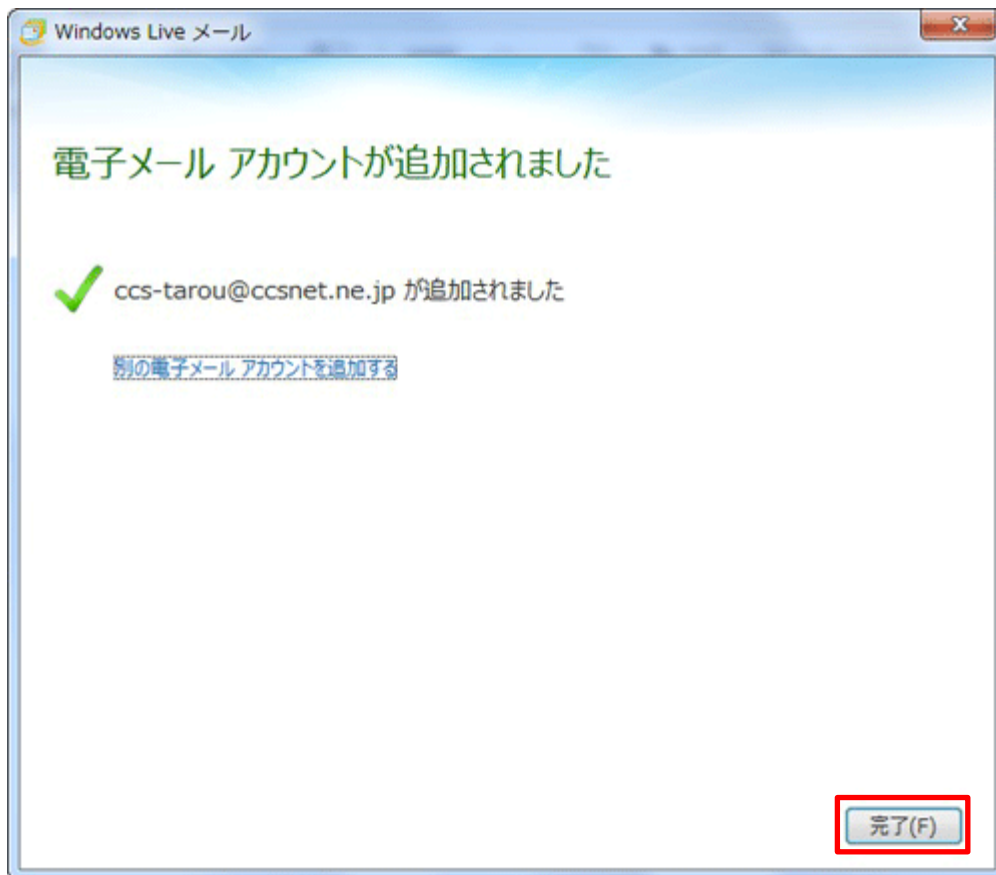 Windows Live メール
電子メール アカウントが追加されました
ccs-tarou@ccsnet.ne.jp が追加されました
別の電子メール アカウントを追加する
完了(F)